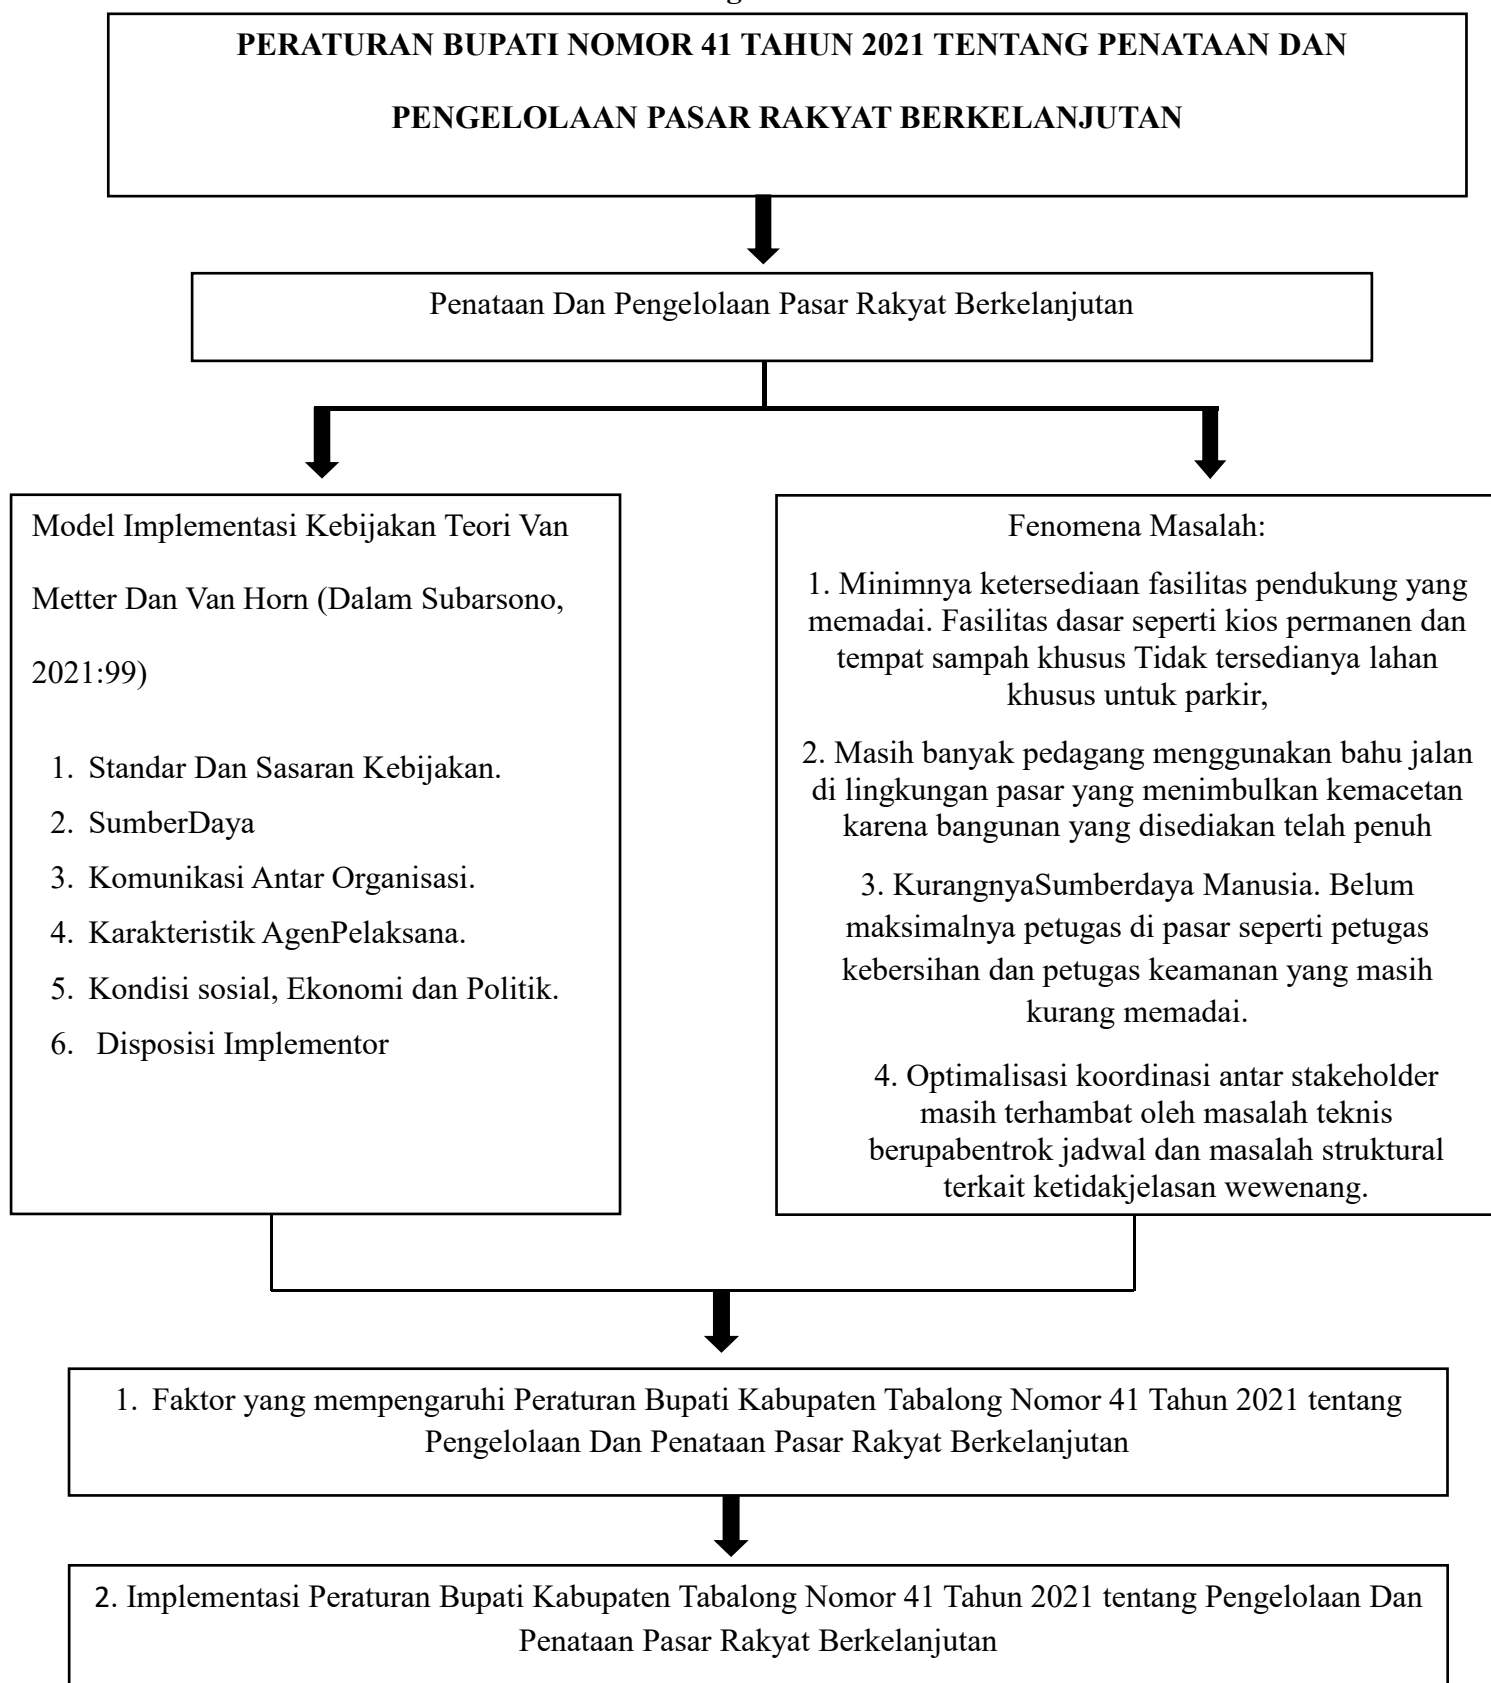 PERATURAN BUPATI NOMOR 41 TAHUN 2021 TENTANG PENATAAN DAN
PENGELOLAAN PASAR RAKYAT BERKELANJUTAN
Penataan Dan Pengelolaan Pasar Rakyat Berkelanjutan
Model Implementasi Kebijakan Teori Van
Metter Dan Van Horn (Dalam Subarsono,
2021:99)
1. Standar Dan Sasaran Kebijakan.
2. SumberDaya
3. Komunikasi Antar Organisasi.
4. Karakteristik AgenPelaksana.
5. Kondisi sosial, Ekonomi dan Politik.
6. Disposisi Implementor
Fenomena Masalah:
1. Minimnya ketersediaan fasilitas pendukung yang
memadai. Fasilitas dasar seperti kios permanen dan
tempat sampah khusus Tidak tersedianya lahan
khusus untuk parkir,
2. Masih banyak pedagang menggunakan bahu jalan
di lingkungan pasar yang menimbulkan kemacetan
karena bangunan yang disediakan telah penuh
3. KurangnyaSumberdaya Manusia. Belum
maksimalnya petugas di pasar seperti petugas
kebersihan dan petugas keamanan yang masih
kurang memadai.
4. Optimalisasi koordinasi antar stakeholder
masih terhambat oleh masalah teknis
berupabentrok jadwal dan masalah struktural
terkait ketidakjelasan wewenang.
1. Faktor yang mempengaruhi Peraturan Bupati Kabupaten Tabalong Nomor 41 Tahun 2021 tentang
Pengelolaan Dan Penataan Pasar Rakyat Berkelanjutan
2. Implementasi Peraturan Bupati Kabupaten Tabalong Nomor 41 Tahun 2021 tentang Pengelolaan Dan
Penataan Pasar Rakyat Berkelanjutan